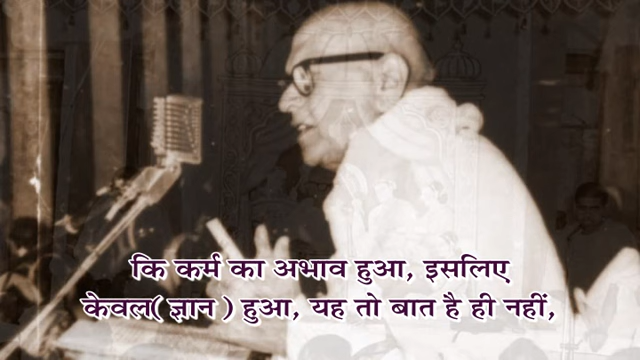 कि कर्म का अभाव हुआ, इसलिए
केवल( ज्ञान ) हुआ, यह तो बात है ही नहीं,